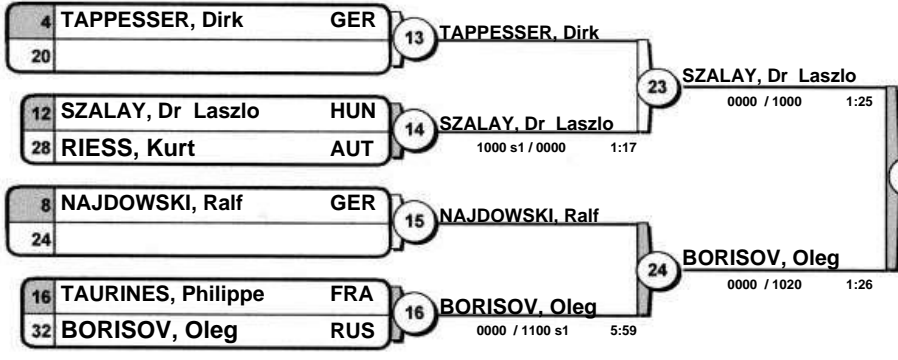 4 TAPPESSER, Dirk GER
20
13 TAPPESSER, Dirk
12 SZALAY, Dr Laszlo HUN
28 RIESS, Kurt AUT
14 SZALAY, Dr Laszlo
1000 s1 / 0000 1:17
23 SZALAY, Dr Laszlo
0000 / 1000 1:25
8 NAJDOWSKI, Ralf GER
24
15 NAJDOWSKI, Ralf
16 TAURINES, Philippe FRA
32 BORISOV, Oleg RUS
16 BORISOV, Oleg
0000 / 1100 s1 5:59
24 BORISOV, Oleg
0000 / 1020 1:26